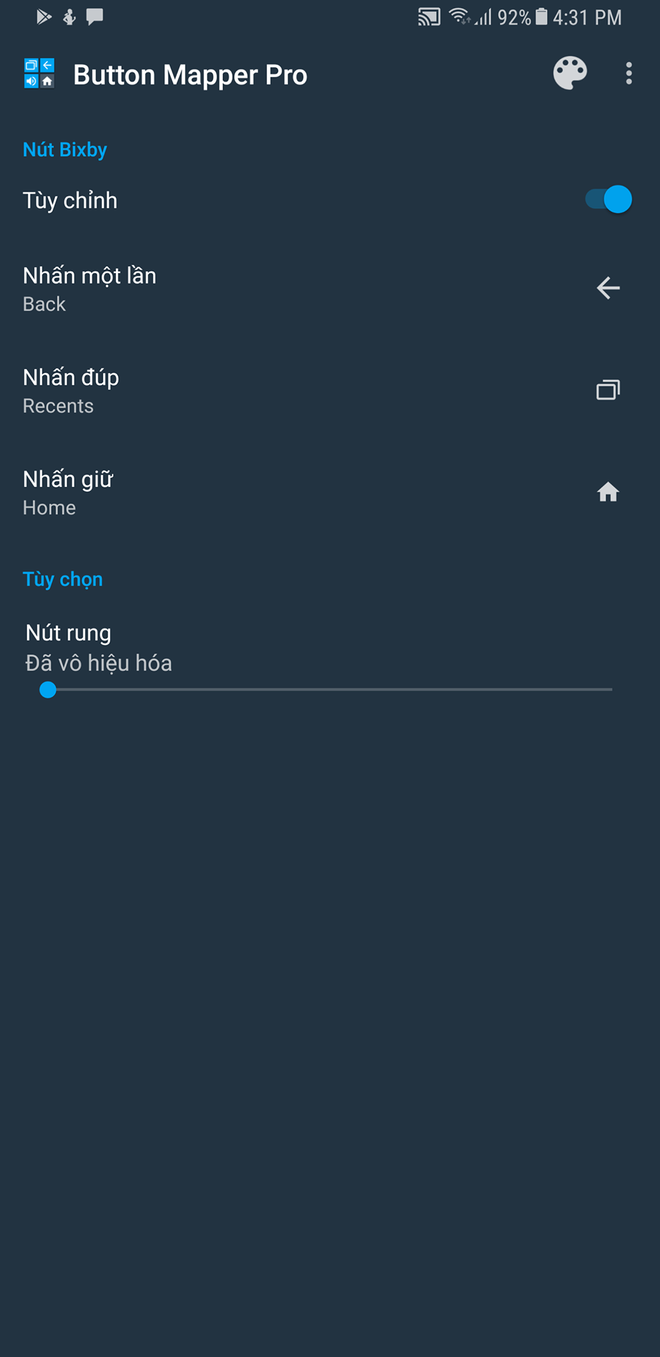 92% 4:31 PM
Button Mapper Pro
Nút Bixby
Tùy chỉnh
Nhấn một lần
Back
Nhấn đúp
Recents
Nhấn giữ
Home
Tùy chọn
Nút rung
Đã vô hiệu hóa